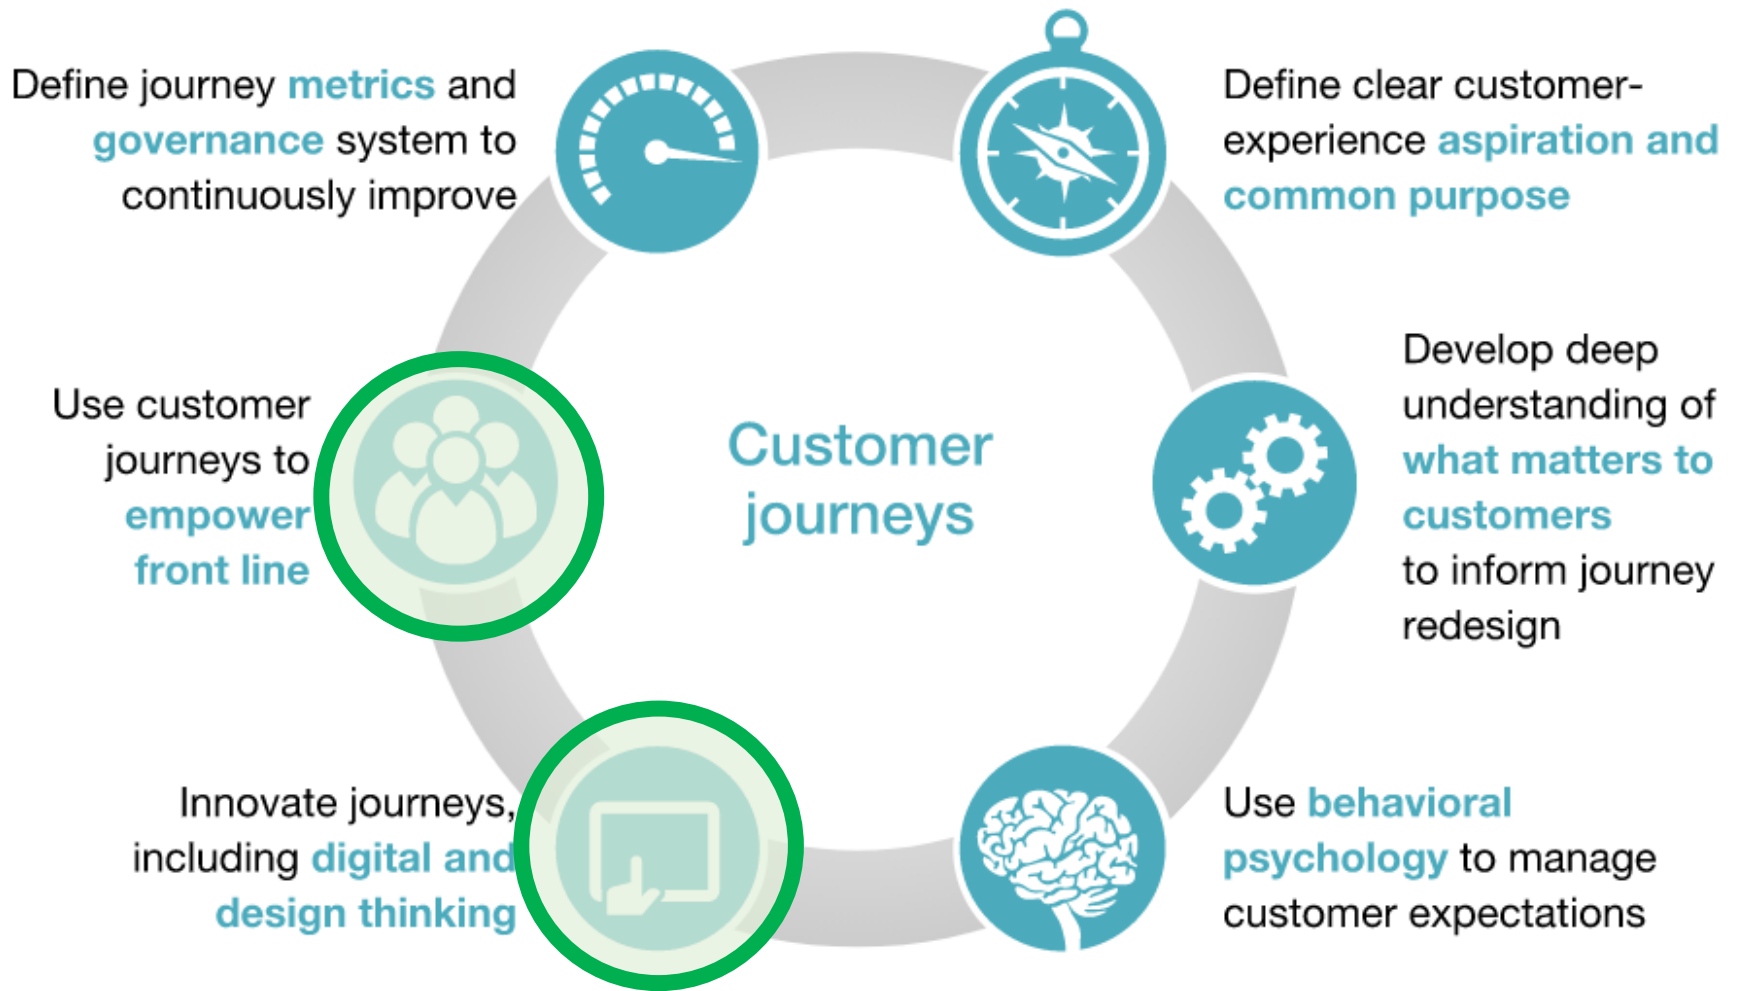 Define journey metrics and
governance system to
continuously improve
Define clear customer-
experience aspiration and
common purpose
Use customer
journeys to
empower
front line
Customer
journeys
Develop deep
understanding of
what matters to
customers
to inform journey
redesign
Innovate journeys,
including digital and
design thinking
Use behavioral
psychology to manage
customer expectations